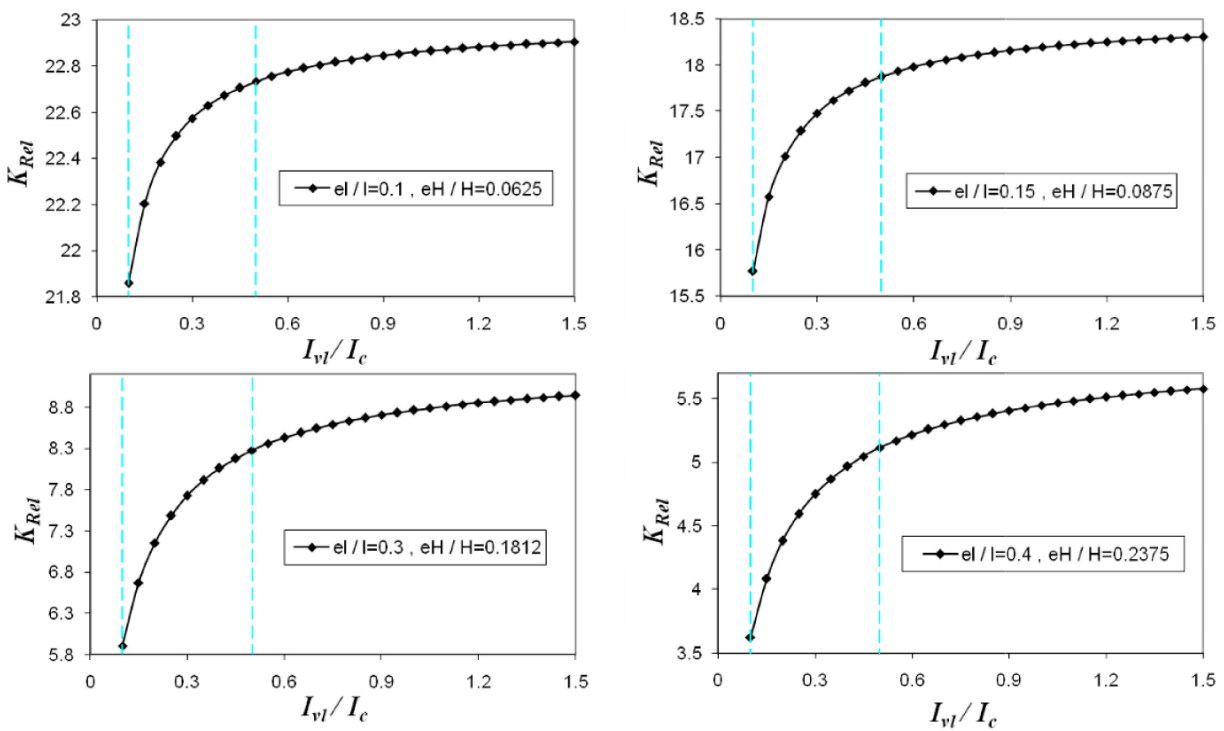 23
22.8
22.6
22.4
22.2
22
21.8
K_Rel
el / l=0.1 , eH / H=0.0625
0 0.3 0.6 0.9 1.2 1.5
I_vl / I_c
18.5
18
17.5
17
16.5
16
15.5
K_Rel
el / l=0.15 , eH / H=0.0875
0 0.3 0.6 0.9 1.2 1.5
I_vl / I_c
8.8
8.3
7.8
7.3
6.8
6.3
5.8
K_Rel
el / l=0.3 , eH / H=0.1812
0 0.3 0.6 0.9 1.2 1.5
I_vl / I_c
5.5
5
4.5
4
3.5
K_Rel
el / l=0.4 , eH / H=0.2375
0 0.3 0.6 0.9 1.2 1.5
I_vl / I_c